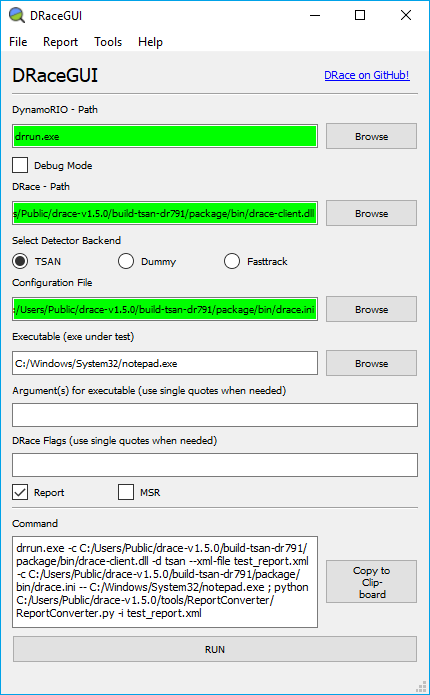 DRaceGUI
File Report Tools Help
DRaceGUI
DRace on GitHub!
DynamoRIO - Path
drrun.exe
Browse
Debug Mode
DRace - Path
s/Public/drace-v1.5.0/build-tsan-dr791/package/bin/drace-client.dll
Browse
Select Detector Backend
TSAN Dummy Fasttrack
Configuration File
:/Users/Public/drace-v1.5.0/build-tsan-dr791/package/bin/drace.ini
Browse
Executable (exe under test)
C:/Windows/System32/notepad.exe
Browse
Argument(s) for executable (use single quotes when needed)
DRace Flags (use single quotes when needed)
Report MSR
Command
drrun.exe -c C:/Users/Public/drace-v1.5.0/build-tsan-dr791/
package/bin/drace-client.dll -d tsan --xml-file test_report.xml
-c C:/Users/Public/drace-v1.5.0/build-tsan-dr791/package/
bin/drace.ini -- C:/Windows/System32/notepad.exe ; python
C:/Users/Public/drace-v1.5.0/tools/ReportConverter/
ReportConverter.py -i test_report.xml
Copy to
Clip-
board
RUN